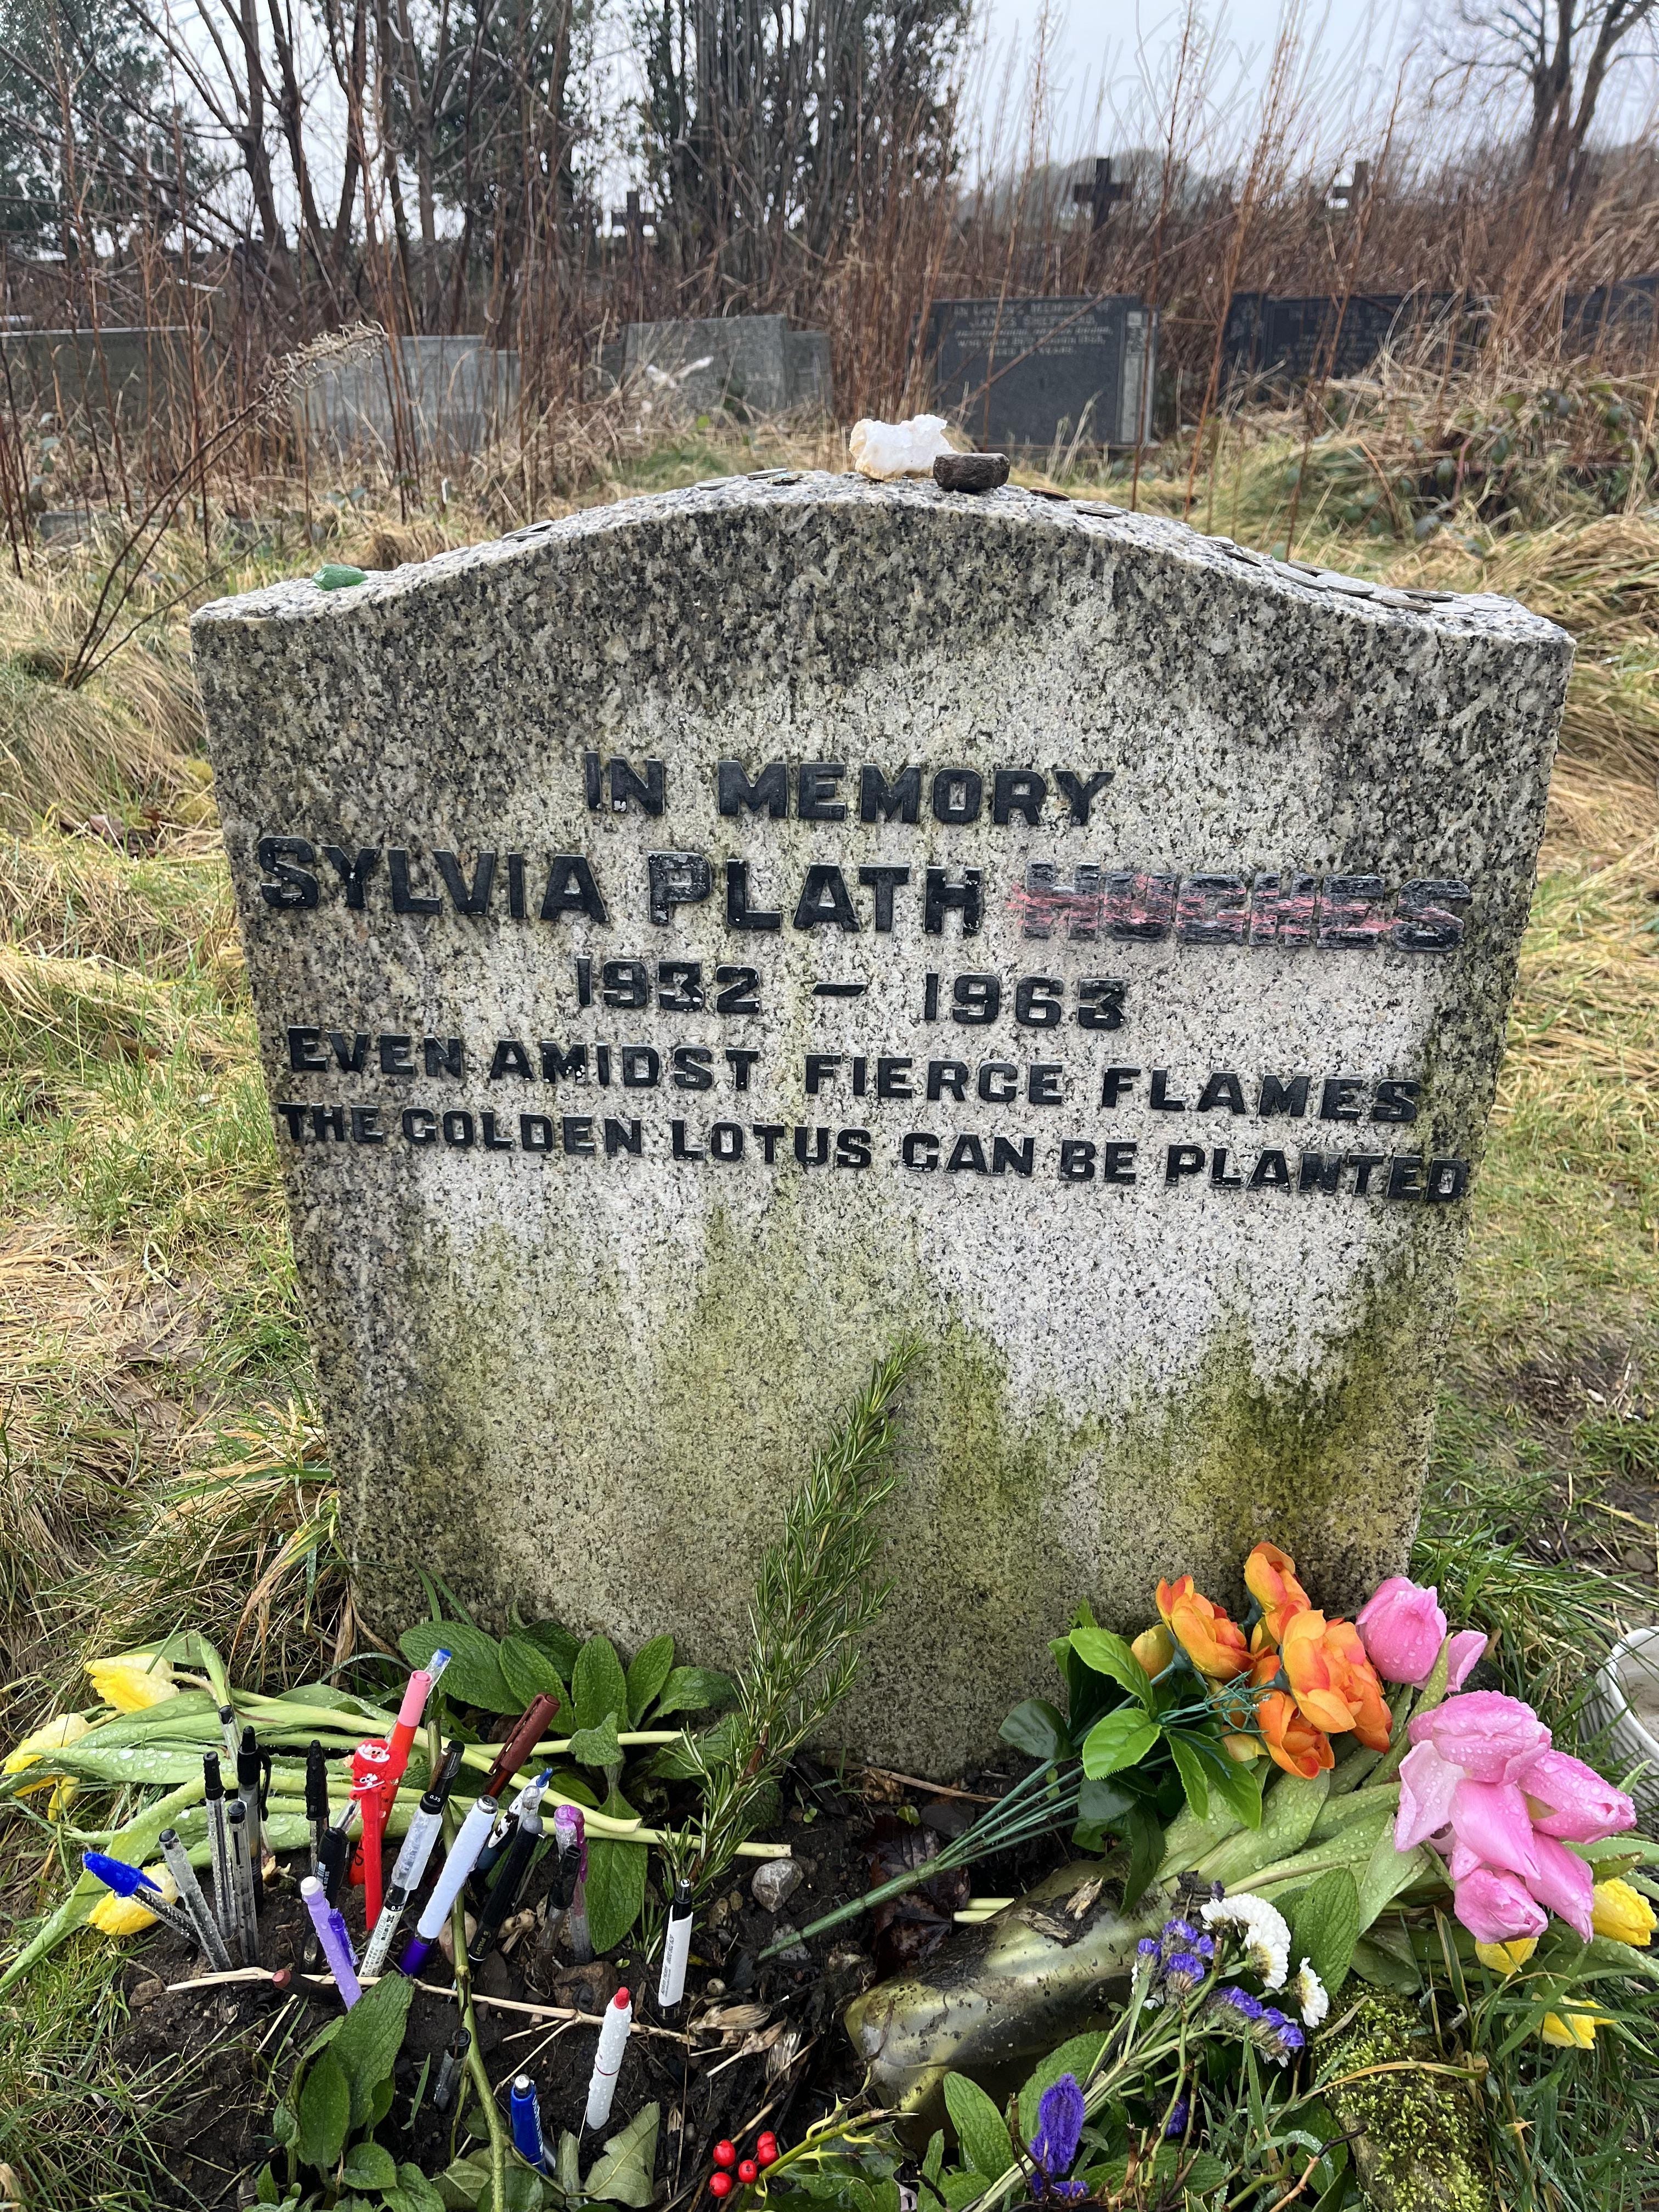 IN MEMORY
SYLVIA PLATH HUGHES
1932 – 1963
EVEN AMIDST FIERCE FLAMES
THE GOLDEN LOTUS CAN BE PLANTED